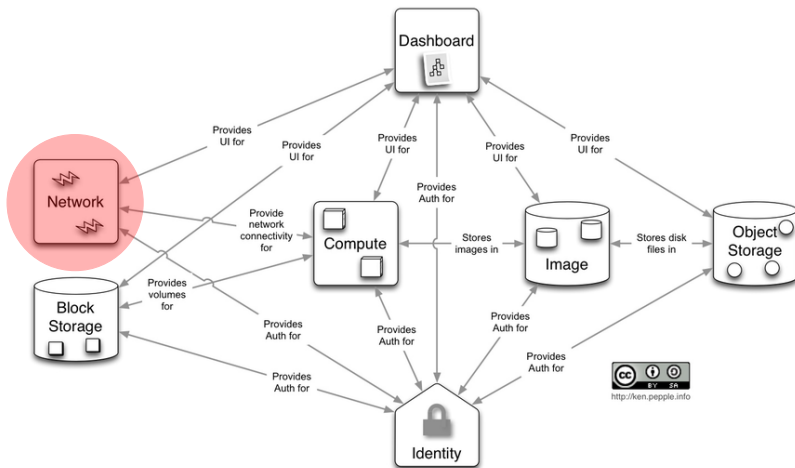 Dashboard
Provides
UI for
Provides
UI for
Provides
UI for
Provides
UI for
Provides
UI for
Network
Provides
Auth for
Provide
network
connectivity
for
Compute
Stores
images in
Image
Stores disk
files in
Object
Storage
Provides
volumes
for
Block
Storage
Provides
Auth for
Provides
Auth for
Provides
Auth for
Provides
Auth for
Provides
Auth for
cc
BY SA
http://ken.pepple.info
Identity